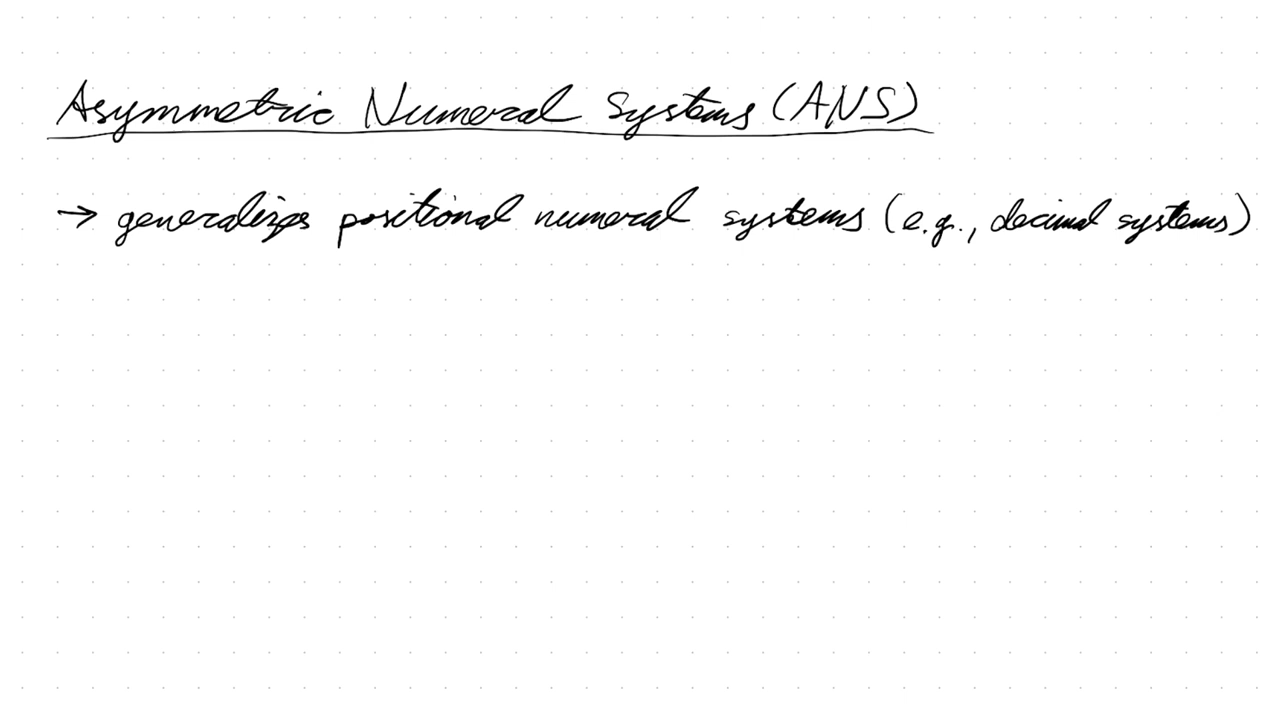 Asymmetric Numeral Systems (ANS)
→ generalizes positional numeral systems (e.g., decimal systems)